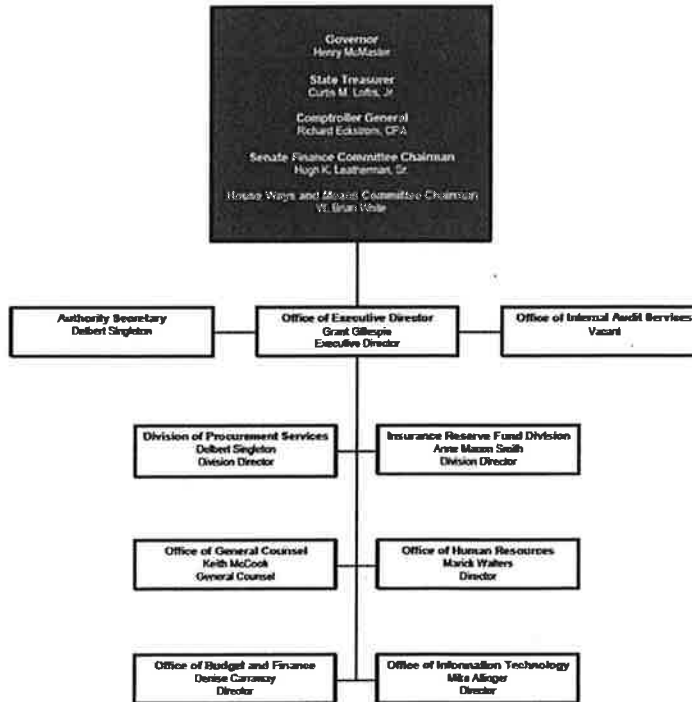 Governor
Henry McMaster
State Treasurer
Curtis M. Loftis, Jr.
Comptroller General
Richard Eckstrom, CPA
Senate Finance Committee Chairman
Hugh K. Leatherman, Sr.
House Ways and Means Committee Chairman
W. Brian White
Authority Secretary
Delbert Singleton
Office of Executive Director
Grant Gillespie
Executive Director
Office of Internal Audit Services
Vacant
Division of Procurement Services
Delbert Singleton
Division Director
Insurance Reserve Fund Division
Anne Macon Smith
Division Director
Office of General Counsel
Keith McCook
General Counsel
Office of Human Resources
Marick Walters
Director
Office of Budget and Finance
Denise Carraway
Director
Office of Information Technology
Mike Allinger
Director